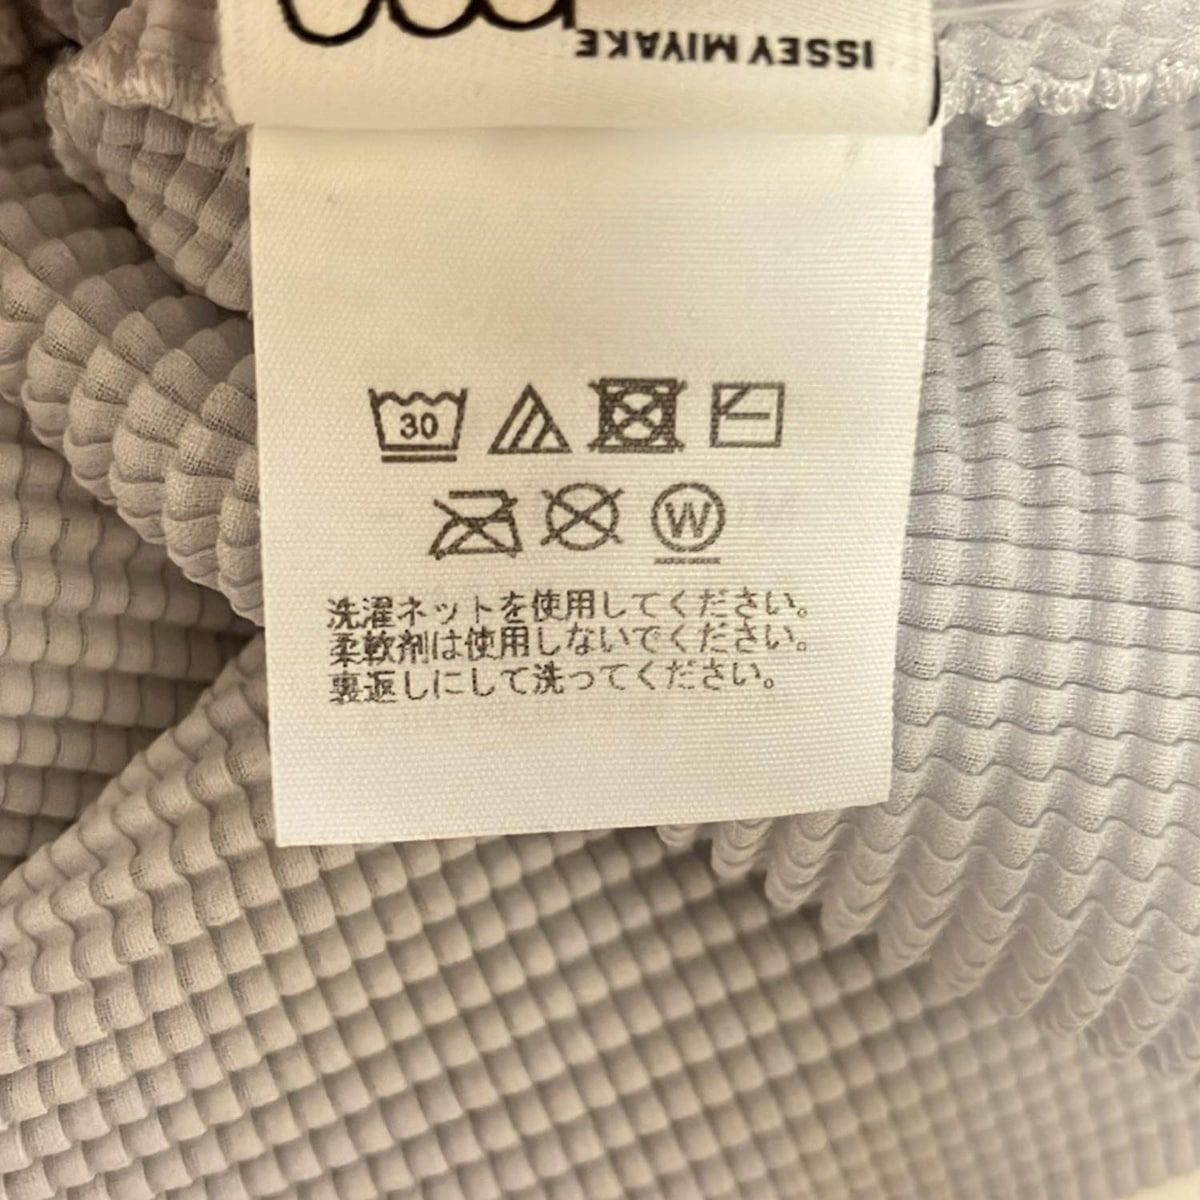 ISSEY MIYAKE
30
W
洗濯ネットを使用してください。
柔軟剤は使用しないでください。
裏返しにして洗ってください。